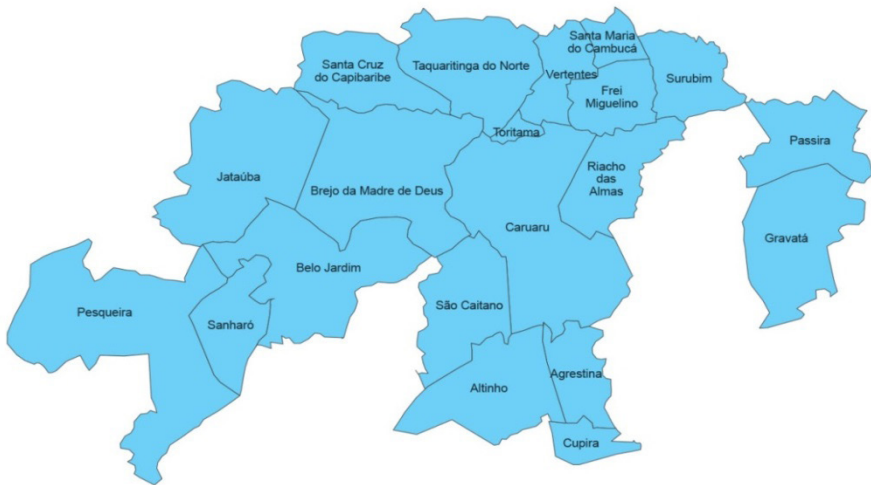 Santa Maria
do Cambucá
Santa Cruz
do Capibaribe
Taquaritinga do Norte
Vertentes
Surubim
Frei
Miguelino
Toritama
Passira
Riacho
das
Almas
Jataúba
Brejo da Madre de Deus
Caruaru
Gravatá
Belo Jardim
São Caitano
Pesqueira
Sanharó
Agrestina
Altinho
Cupira